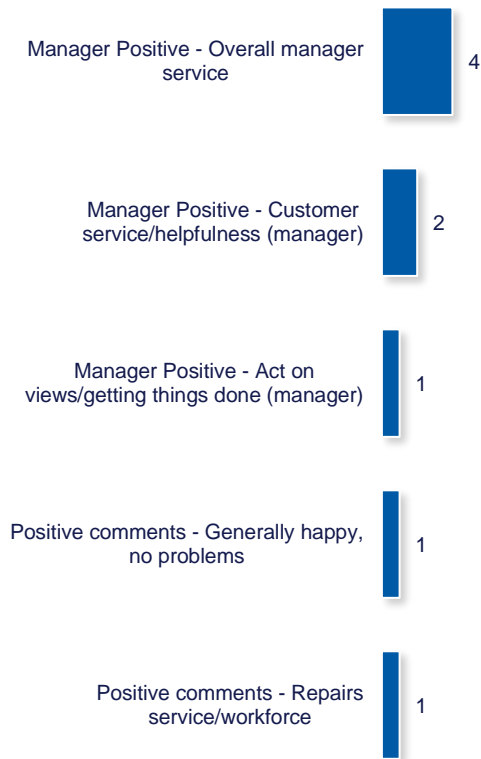 Manager Positive - Overall manager
service
4
Manager Positive - Customer
service/helpfulness (manager)
2
Manager Positive - Act on
views/getting things done (manager)
1
Positive comments - Generally happy,
no problems
1
Positive comments - Repairs
service/workforce
1